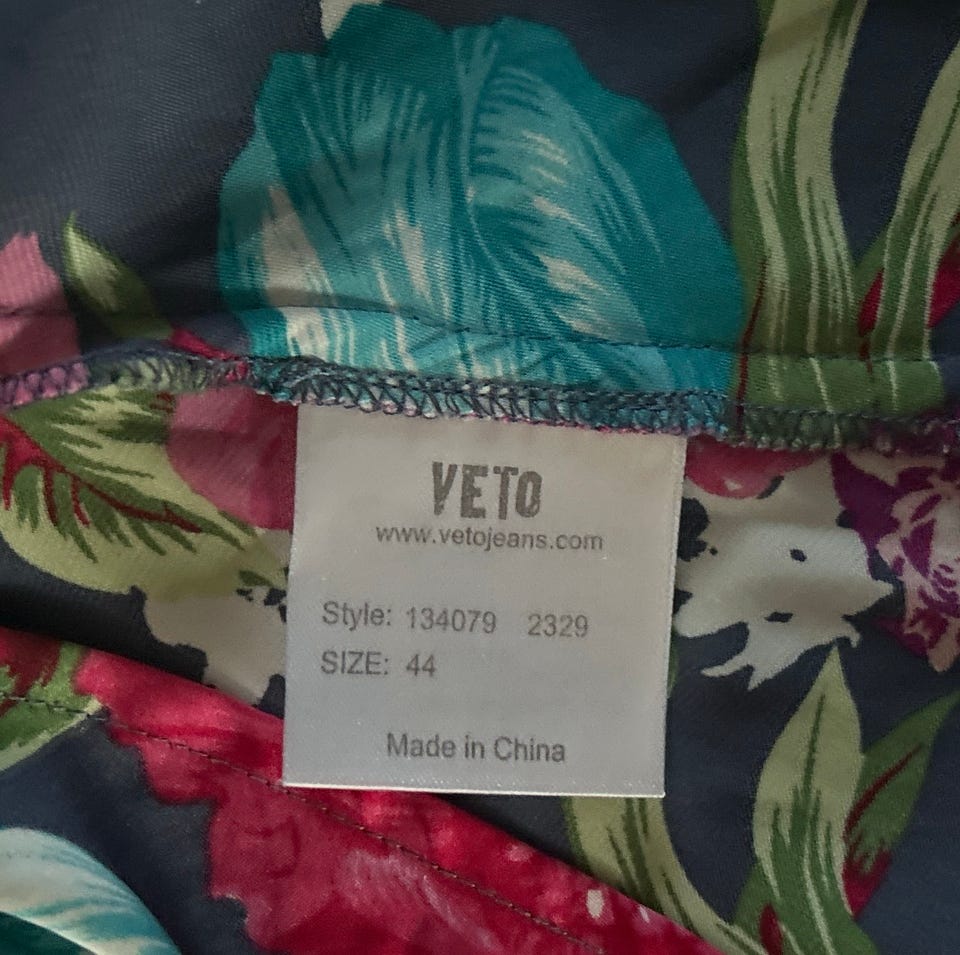 VETO
www.vetojeans.com
Style: 134079 2329
SIZE: 44
Made in China